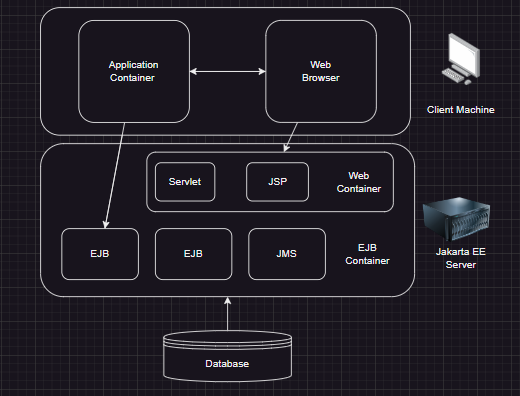 Application
Container
Web
Browser
Client Machine
Servlet
JSP
Web
Container
EJB
EJB
JMS
EJB
Container
Jakarta EE
Server
Database